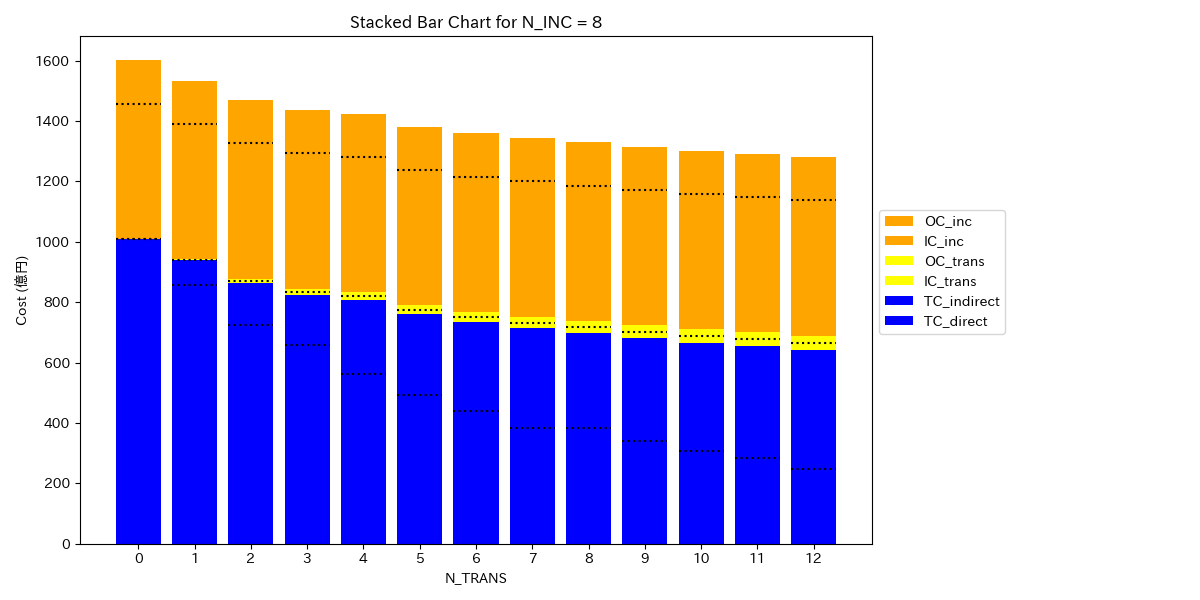 Stacked Bar Chart for N_INC = 8
Cost (億円)
1600
1400
1200
1000
800
600
400
200
0
0 1 2 3 4 5 6 7 8 9 10 11 12
N_TRANS
OC_inc
IC_inc
OC_trans
IC_trans
TC_indirect
TC_direct